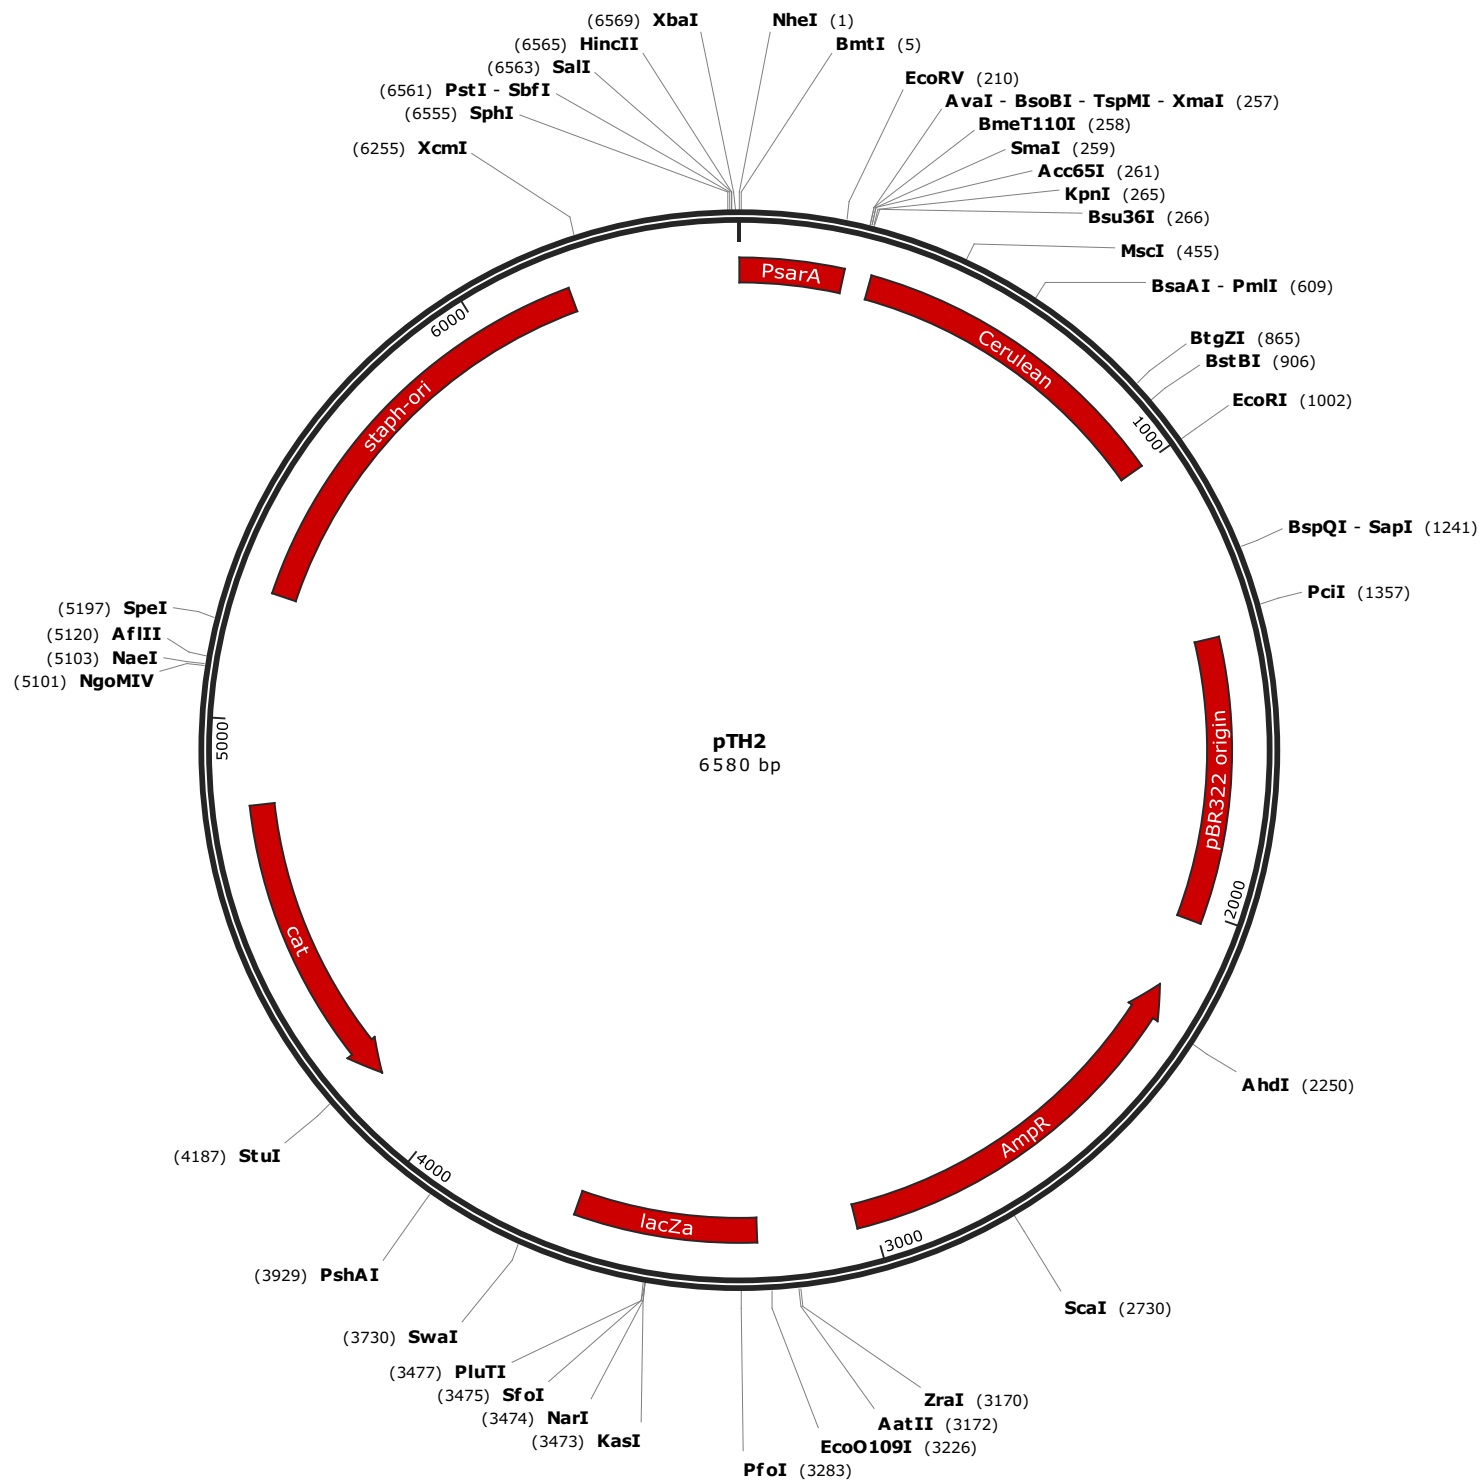 (6569) XbaI
NheI (1)
(6565) HincII
BmtI (5)
(6563) SalI
EcoRV (210)
(6561) PstI - SbfI
AvaI - BsoBI - TspMI - XmaI (257)
(6555) SphI
BmeT110I (258)
(6255) XcmI
SmaI (259)
Acc65I (261)
KpnI (265)
Bsu36I (266)
MscI (455)
PsarA
BsaAI - PmlI (609)
6000
Cerulean
BtgZI (865)
BstBI (906)
EcoRI (1002)
staph-ori
1000
BspQI - SapI (1241)
PciI (1357)
(5197) SpeI
(5120) AflII
(5103) NaeI
(5101) NgoMIV
5000
pTH2
6580 bp
pBR322 origin
2000
cat
AhdI (2250)
AmpR
(4187) StuI
4000
lacZa
3000
(3929) PshAI
ScaI (2730)
(3730) SwaI
(3477) PluTI
(3475) SfoI
ZraI (3170)
(3474) NarI
AatII (3172)
(3473) KasI
EcoO109I (3226)
PfoI (3283)